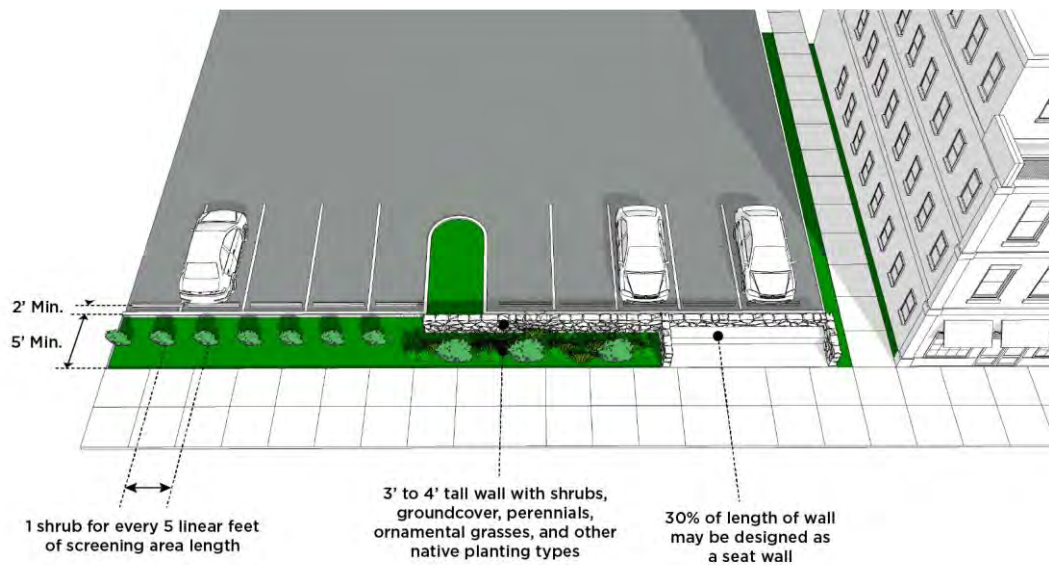 2’ Min.
5’ Min.
1 shrub for every 5 linear feet
of screening area length
3’ to 4’ tall wall with shrubs,
groundcover, perennials,
ornamental grasses, and other
native planting types
30% of length of wall
may be designed as
a seat wall